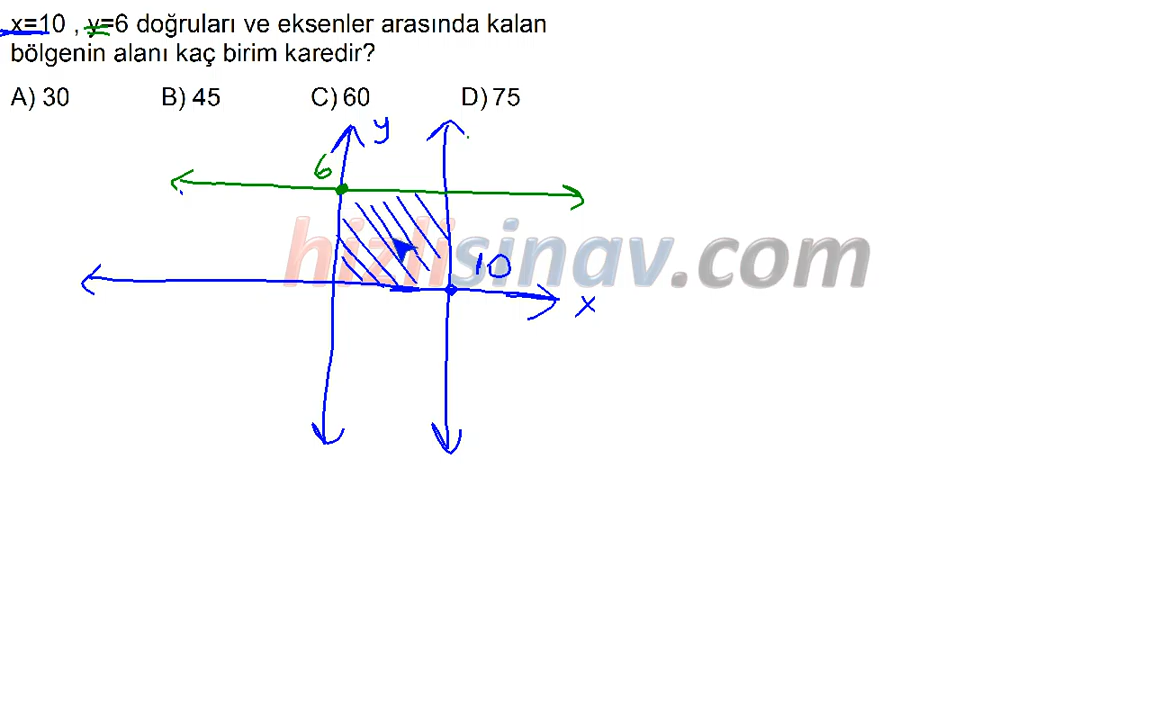 x=10 , y=6 doğruları ve eksenler arasında kalan
bölgenin alanı kaç birim karedir?
A) 30 B) 45 C) 60 D) 75
y
6
hizlisinav.com
10
x